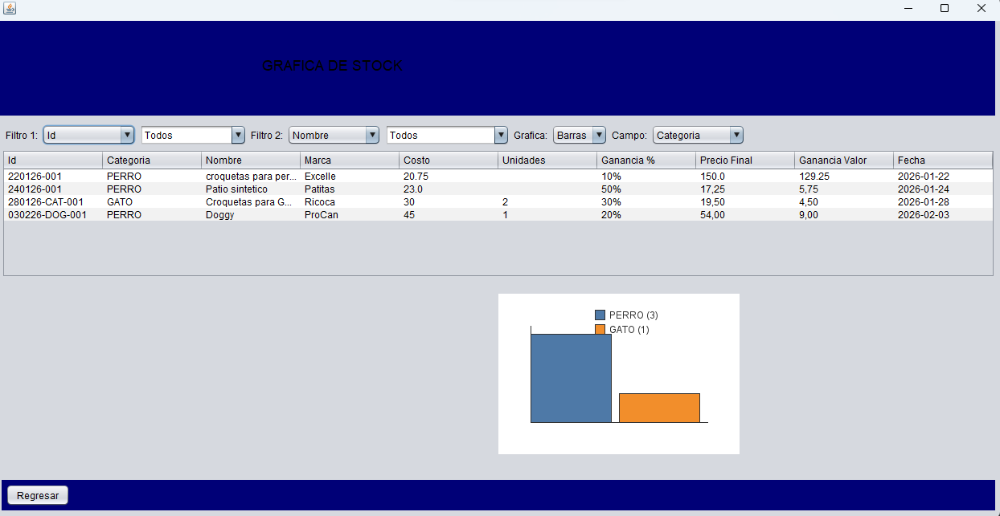 GRAFICA DE STOCK
Filtro 1: Id Todos Filtro 2: Nombre Todos Grafica: Barras Campo: Categoria
Id Categoria Nombre Marca Costo Unidades Ganancia % Precio Final Ganancia Valor Fecha
220126-001 PERRO croquetas para per... Excelle 20.75 10% 150.0 129.25 2026-01-22
240126-001 PERRO Patio sintetico Patitas 23.0 50% 17,25 5,75 2026-01-24
280126-CAT-001 GATO Croquetas para G... Ricoca 30 2 30% 19,50 4,50 2026-01-28
030226-DOG-001 PERRO Doggy ProCan 45 1 20% 54,00 9,00 2026-02-03
PERRO (3)
GATO (1)
Regresar